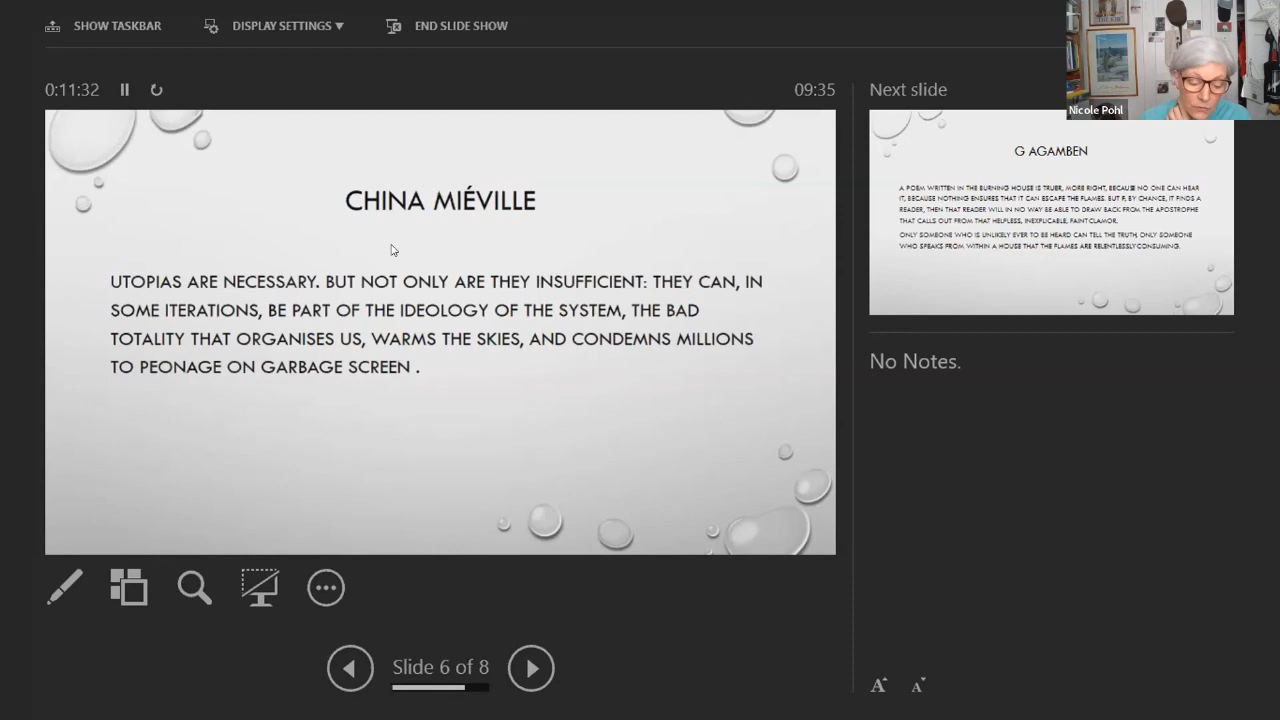 SHOW TASKBAR
DISPLAY SETTINGS
END SLIDE SHOW
Nicole Pohl
0:11:32
09:35
Next slide
CHINA MIÉVILLE
UTOPIAS ARE NECESSARY. BUT NOT ONLY ARE THEY INSUFFICIENT: THEY CAN, IN
SOME ITERATIONS, BE PART OF THE IDEOLOGY OF THE SYSTEM, THE BAD
TOTALITY THAT ORGANISES US, WARMS THE SKIES, AND CONDEMNS MILLIONS
TO PEONAGE ON GARBAGE SCREEN .
G AGAMBEN
A POEM WRITTEN IN THE BURNING HOUSE IS TRUER, MORE RIGHT, BECAUSE NO ONE CAN HEAR
IT, BECAUSE NOTHING ENSURES THAT IT CAN ESCAPE THE FLAMES. BUT IF, BY CHANCE, IT FINDS A
READER, THEN THAT READER WILL IN NO WAY BE ABLE TO DRAW BACK FROM THE APOSTROPHE
THAT CALLS OUT FROM THAT HELPLESS, INEXPLICABLE, FAINT CLAMOR.
ONLY SOMEONE WHO IS UNLIKELY EVER TO BE HEARD CAN TELL THE TRUTH, ONLY SOMEONE
WHO SPEAKS FROM WITHIN A HOUSE THAT THE FLAMES ARE RELENTLESSLY CONSUMING.
No Notes.
Slide 6 of 8
A A